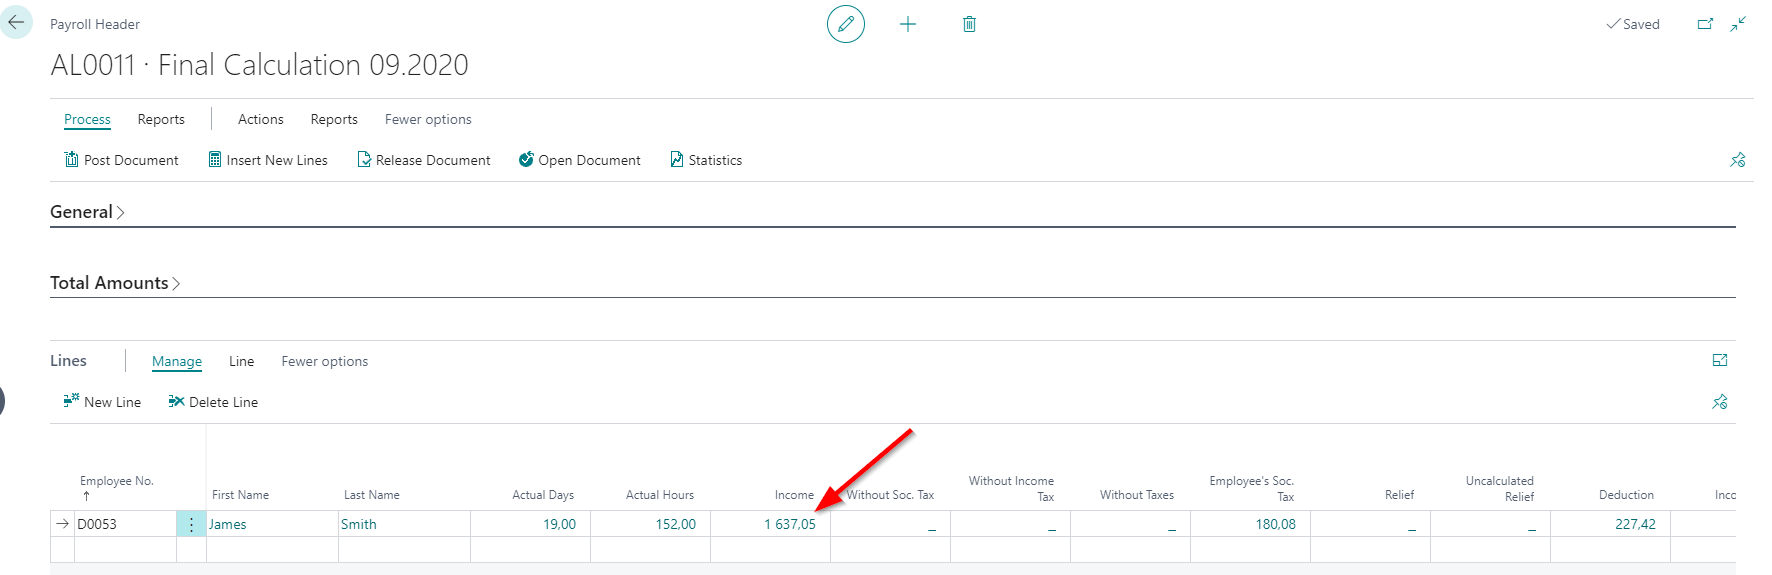 Payroll Header
Saved
AL0011 · Final Calculation 09.2020
Process Reports Actions Reports Fewer options
Post Document Insert New Lines Release Document Open Document Statistics
General
Total Amounts
Lines Manage Line Fewer options
New Line Delete Line
Employee No. First Name Last Name Actual Days Actual Hours Income Without Soc. Tax Without Income Tax Without Taxes Employee's Soc. Tax Relief Uncalculated Relief Deduction Inco
D0053 James Smith 19,00 152,00 1 637,05 _ _ _ 180,08 _ _ 227,42